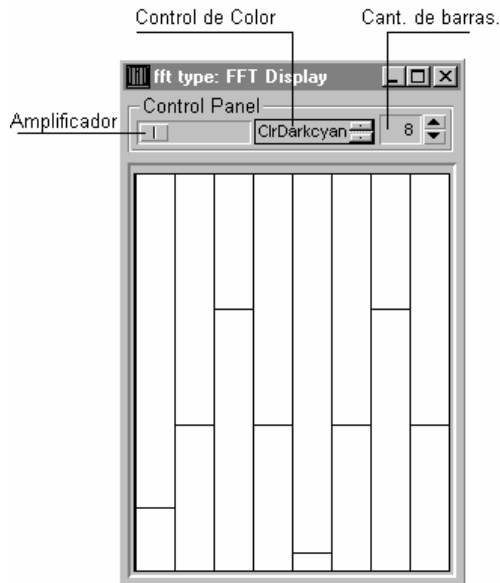 Control de Color
Cant. de barras.
fft type: FFT Display
Control Panel
Amplificador
ClrDarkcyan
8